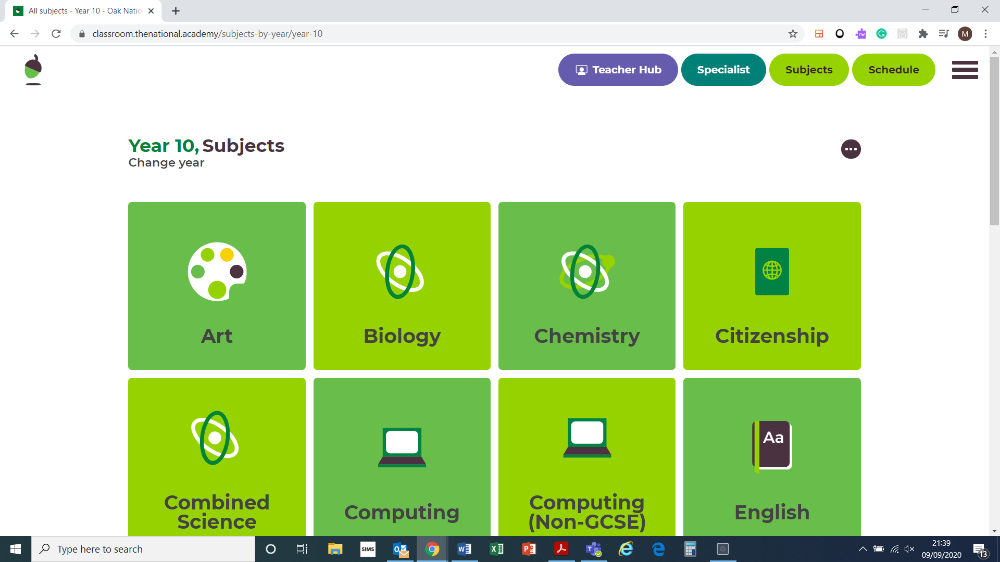 All subjects - Year 10 - Oak Natio
classroom.thenational.academy/subjects-by-year/year-10
M
Teacher Hub
Specialist
Subjects
Schedule
Year 10, Subjects
Change year
Art
Biology
Chemistry
Citizenship
Aa
Combined
Science
Computing
Computing
(Non-GCSE)
English
Type here to search
SIMS
21:39
09/09/2020
13